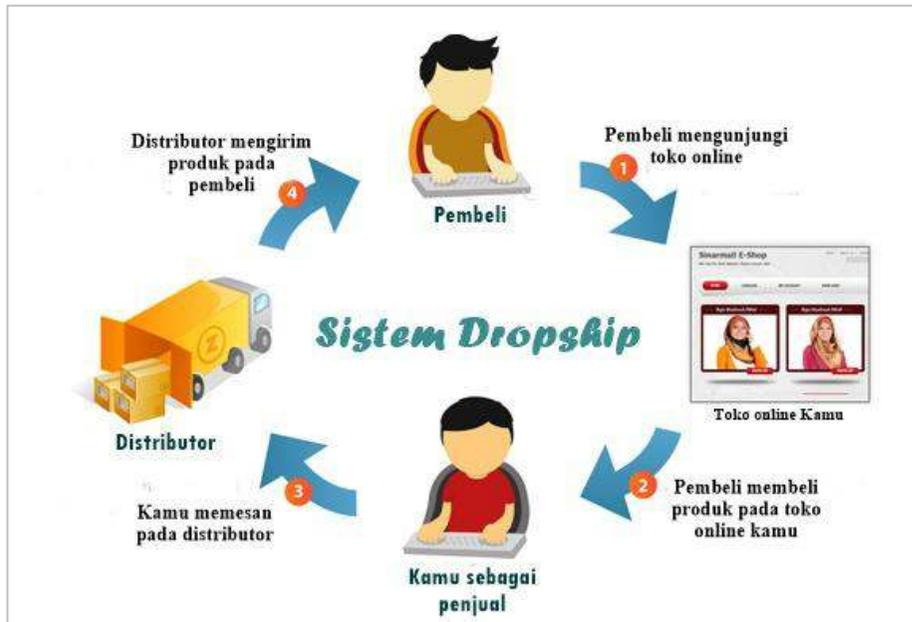 Distributor mengirim
produk pada
pembeli
4
Pembeli
Pembeli mengunjungi
toko online
1
Sinarmall E-Shop
Sistem Dropship
Toko online Kamu
Distributor
3
Kamu memesan
pada distributor
2
Pembeli membeli
produk pada toko
online kamu
Kamu sebagai
penjual